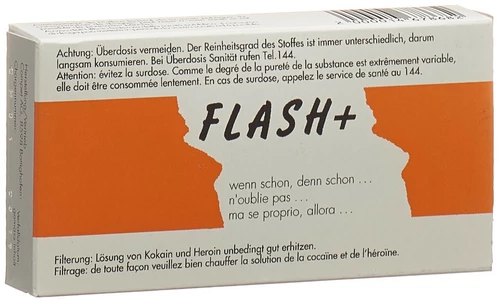 Achtung: Überdosis vermeiden. Der Reinheitsgrad des Stoffes ist immer unterschiedlich, darum
langsam konsumieren. Bei Überdosis Sanität rufen Tel.144.
Attention: évitez la surdose. Comme le degré de la pureté de la substance est extrêmement variable,
elle doit être consommée lentement. En cas de surdose, appelez le service de santé au 144.
FLASH+
wenn schon, denn schon ...
n'oublie pas ...
ma se proprio, allora ...
Filterung: Lösung von Kokain und Heroin unbedingt gut erhitzen.
Filtrage: de toute façon veuillez bien chauffer la solution de la cocaïne et de l'héroïne.